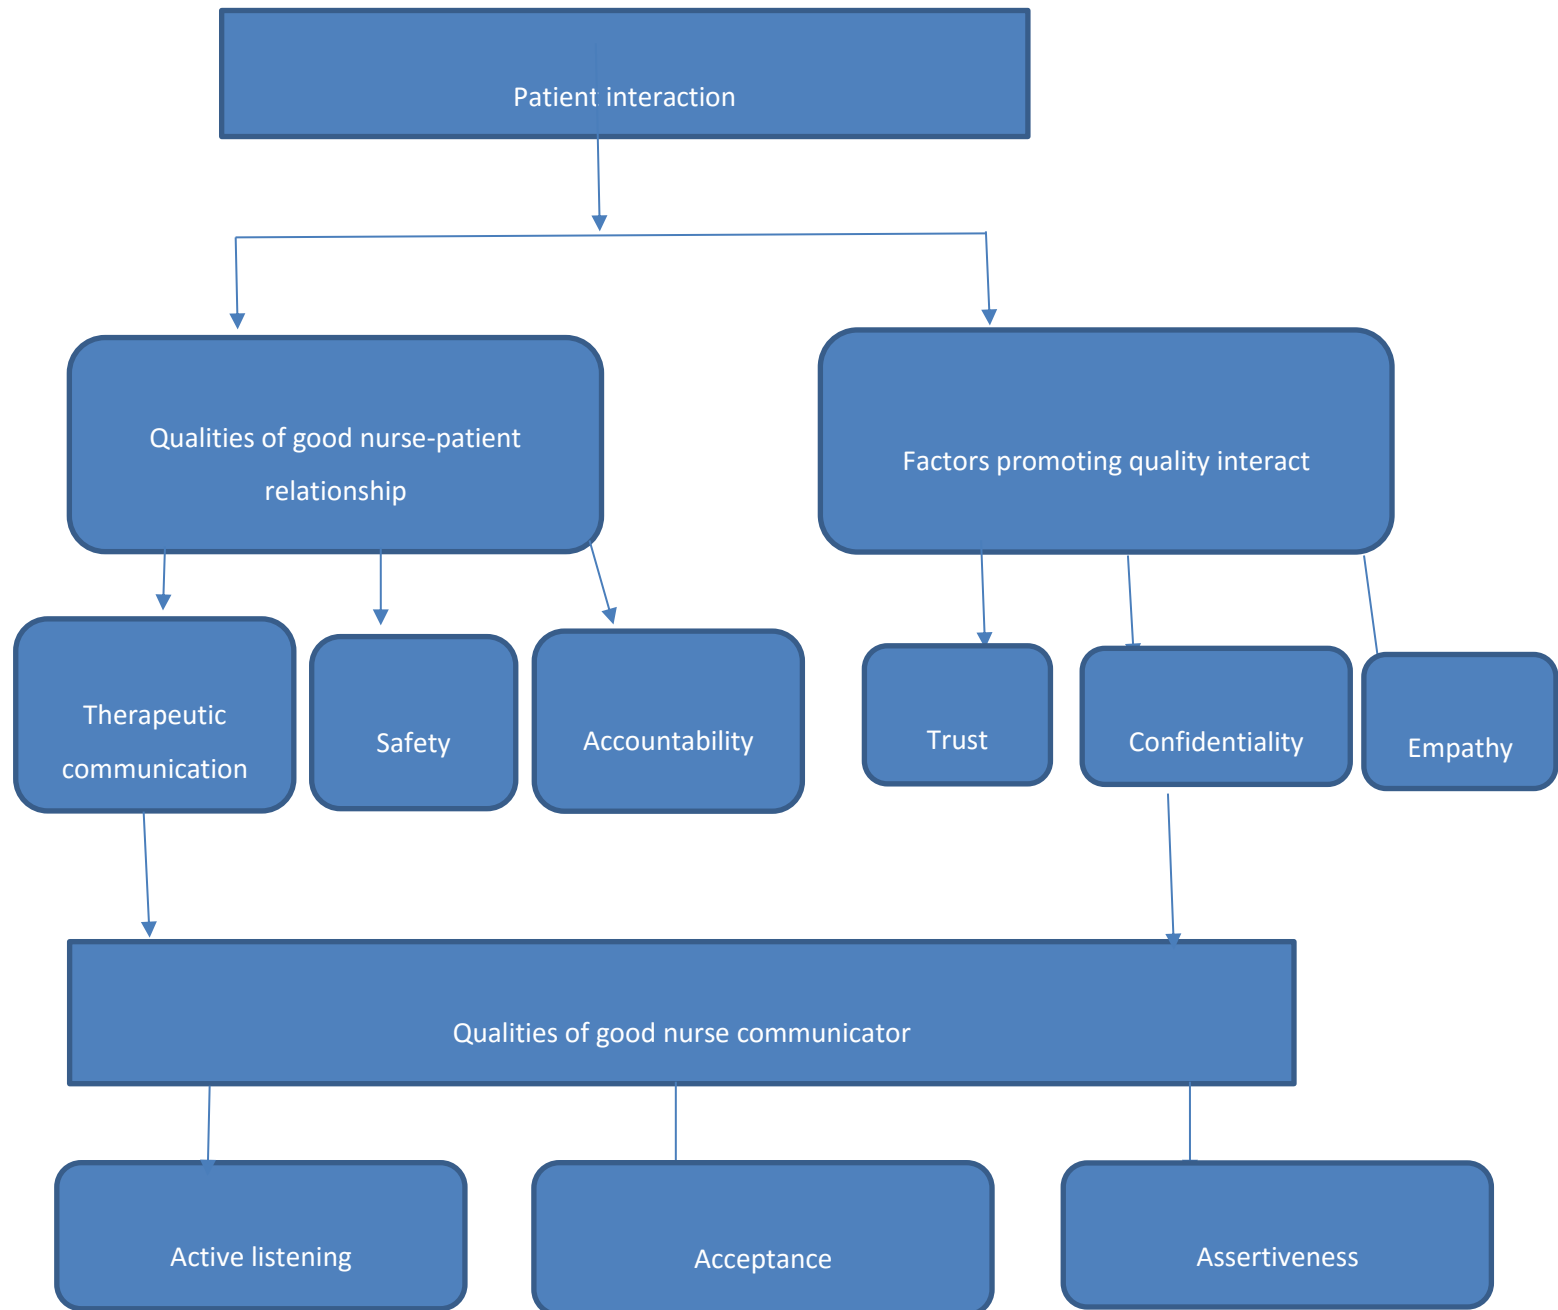 Patient interaction
Qualities of good nurse-patient
relationship
Factors promoting quality interact
Therapeutic
communication
Safety
Accountability
Trust
Confidentiality
Empathy
Qualities of good nurse communicator
Active listening
Acceptance
Assertiveness